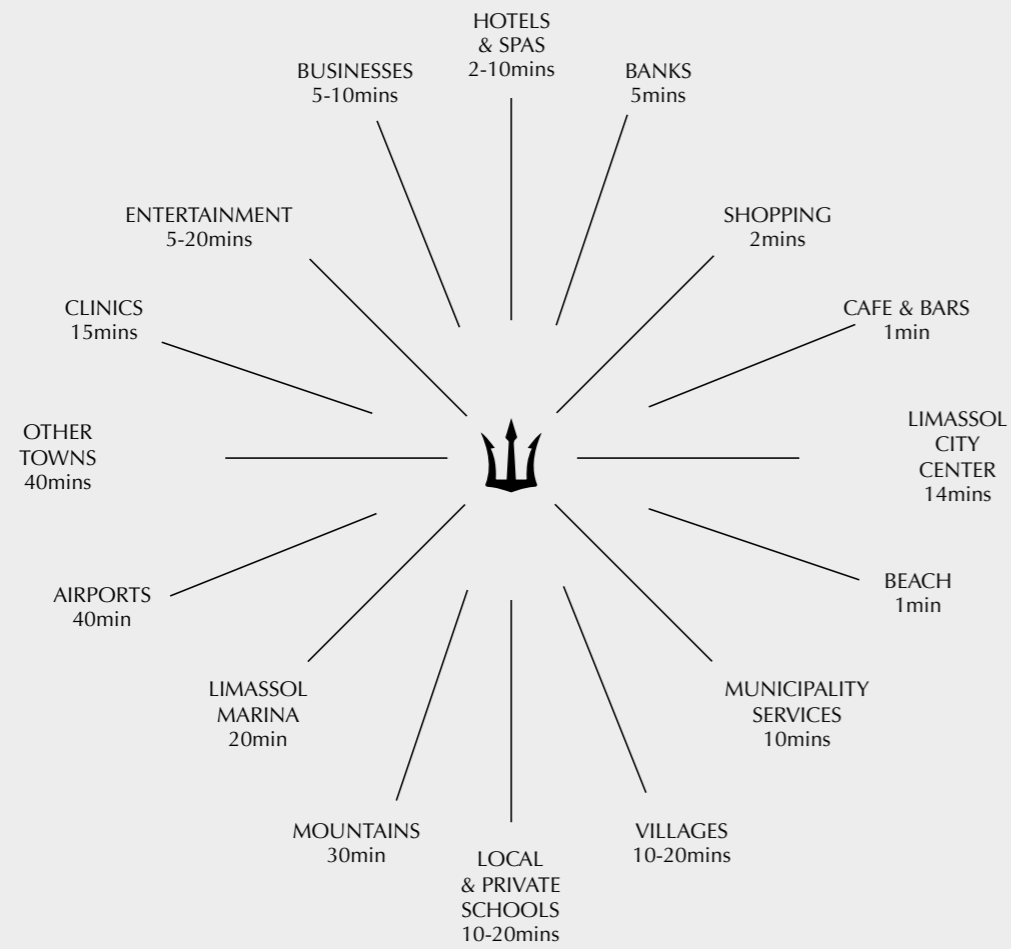 HOTELS
& SPAS
2-10mins
BUSINESSES
5-10mins
BANKS
5mins
ENTERTAINMENT
5-20mins
SHOPPING
2mins
CLINICS
15mins
CAFE & BARS
1min
OTHER
TOWNS
40mins
LIMASSOL
CITY
CENTER
14mins
AIRPORTS
40min
BEACH
1min
LIMASSOL
MARINA
20min
MUNICIPALITY
SERVICES
10mins
MOUNTAINS
30min
LOCAL
& PRIVATE
SCHOOLS
10-20mins
VILLAGES
10-20mins